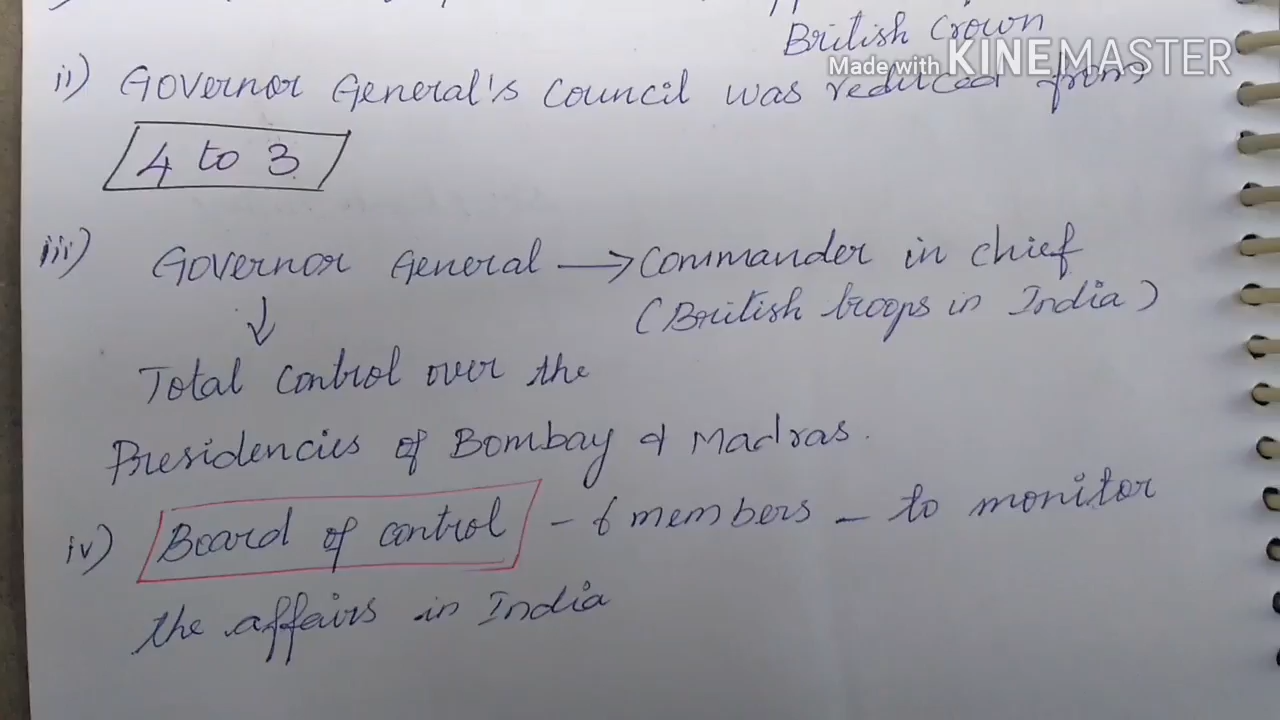 British Crown
Made with KINEMASTER
ii) Governor General's council was reduced from
4 to 3
iii) Governor General → Commander in chief
(British troops in India)
↓
Total control over the
Presidencies of Bombay & Madras.
iv) Board of control - 6 members - to monitor
the affairs in India